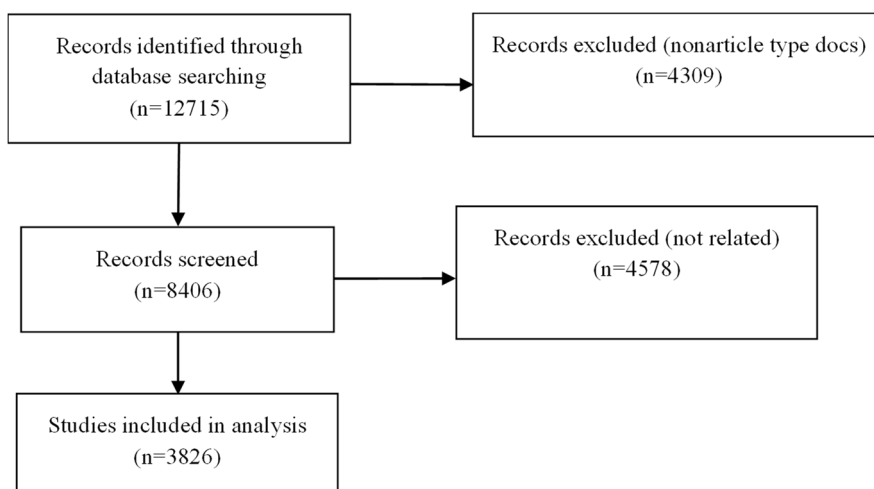 Records identified through
database searching
(n=12715)
Records excluded (nonarticle type docs)
(n=4309)
Records screened
(n=8406)
Records excluded (not related)
(n=4578)
Studies included in analysis
(n=3826)